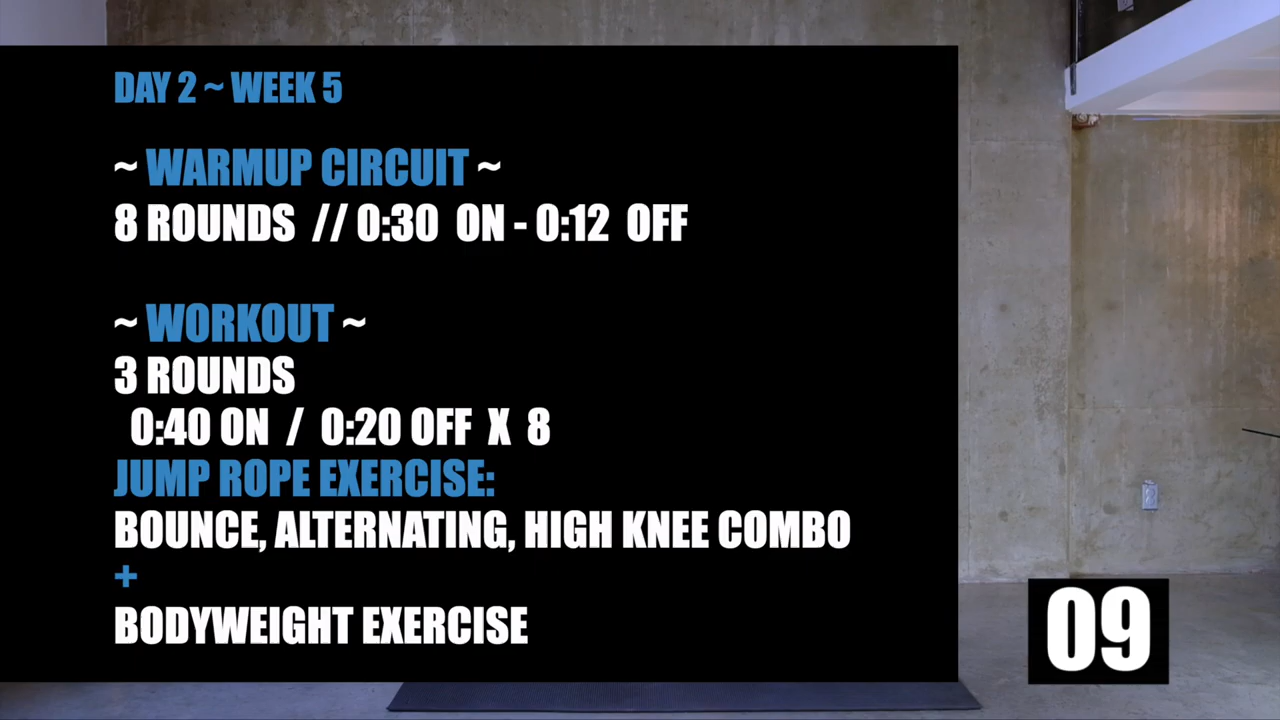 DAY 2 ~ WEEK 5
~ WARMUP CIRCUIT ~
8 ROUNDS // 0:30 ON - 0:12 OFF
~ WORKOUT ~
3 ROUNDS
0:40 ON / 0:20 OFF X 8
JUMP ROPE EXERCISE:
BOUNCE, ALTERNATING, HIGH KNEE COMBO
+
BODYWEIGHT EXERCISE
09